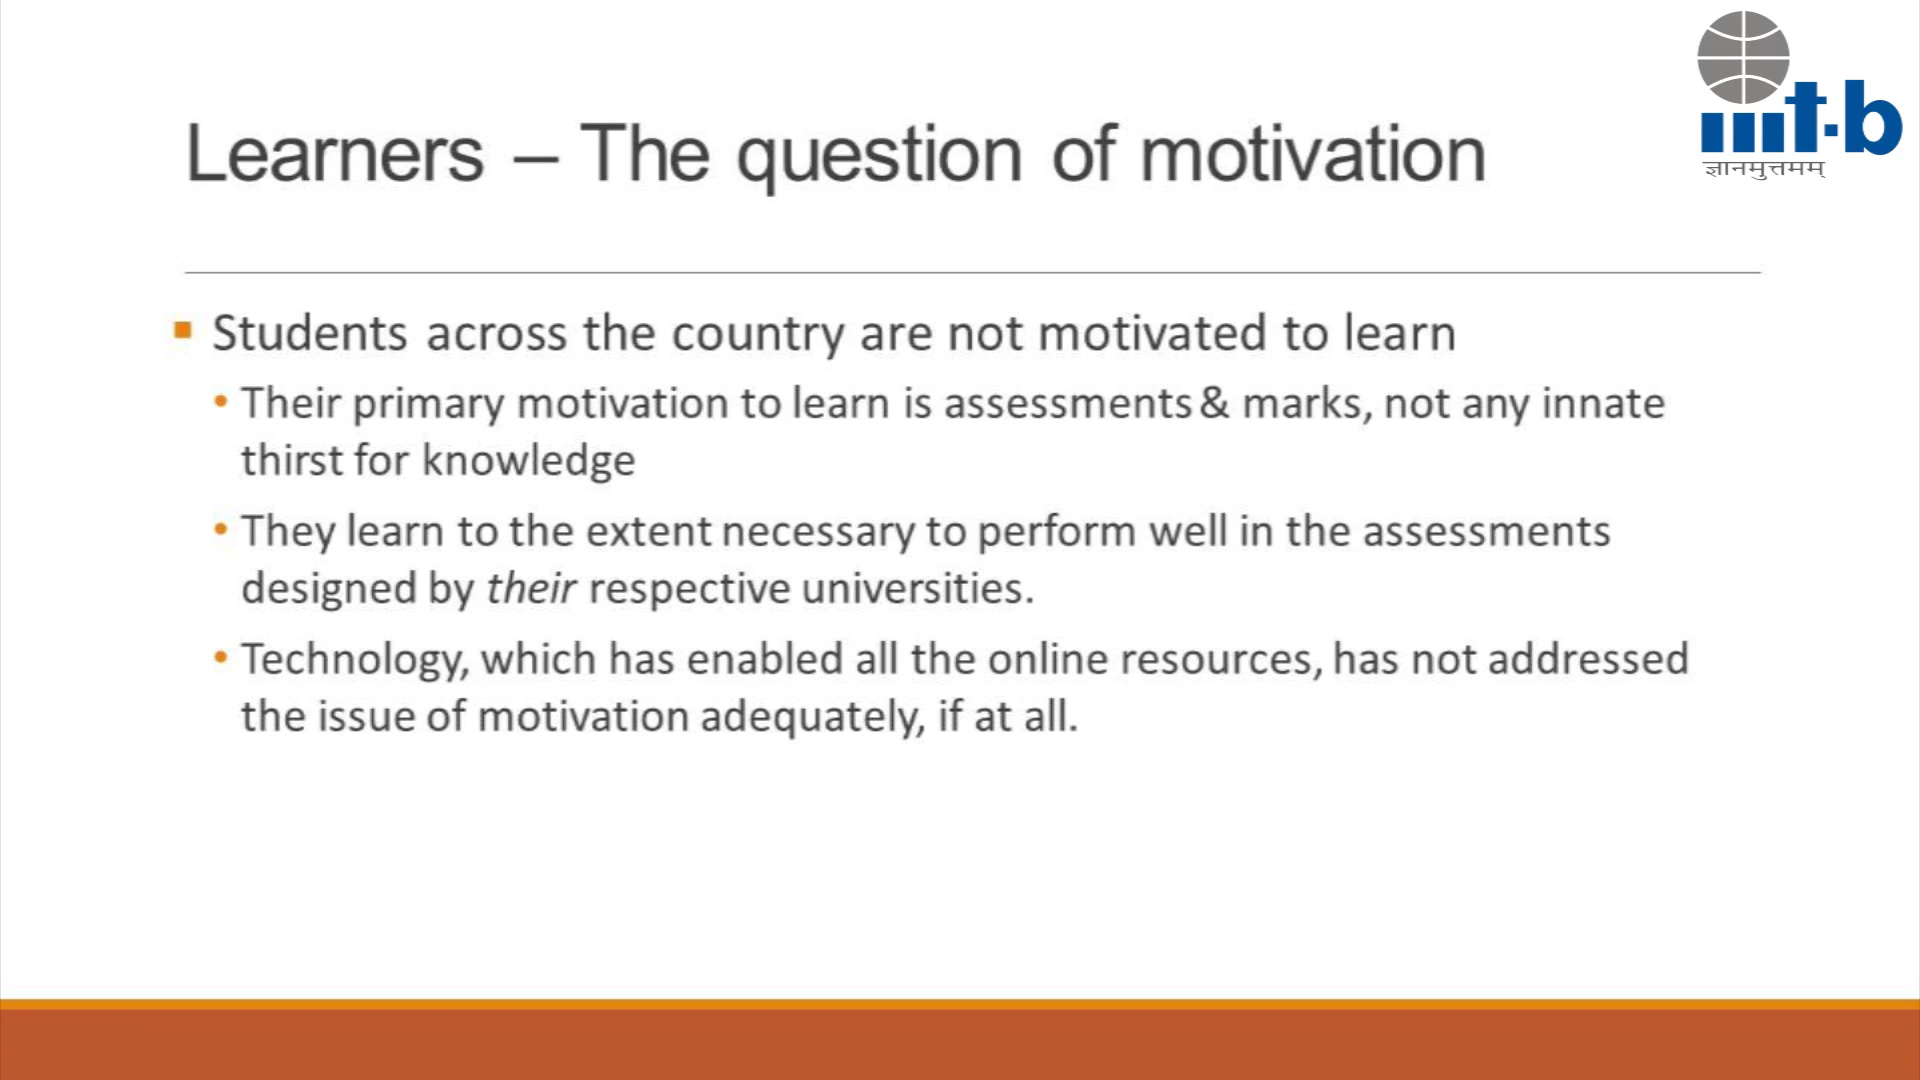 iiit-b
ज्ञानमुत्तमम्
Learners – The question of motivation
Students across the country are not motivated to learn
Their primary motivation to learn is assessments & marks, not any innate
thirst for knowledge
They learn to the extent necessary to perform well in the assessments
designed by their respective universities.
Technology, which has enabled all the online resources, has not addressed
the issue of motivation adequately, if at all.